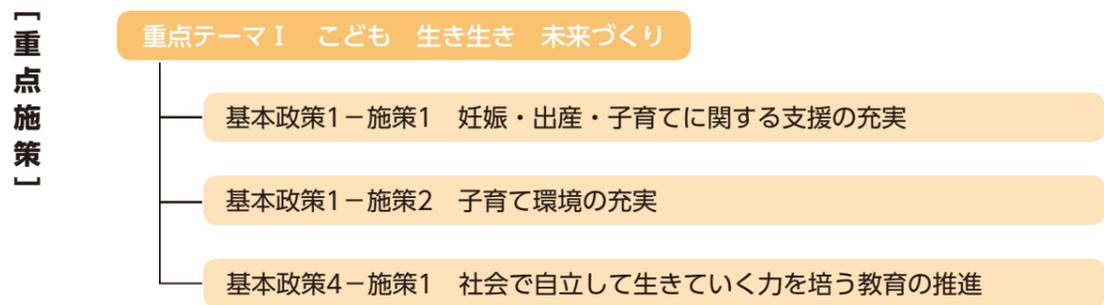 ［重点施策］
重点テーマⅠ　こども　生き生き　未来づくり
基本政策1－施策1　妊娠・出産・子育てに関する支援の充実
基本政策1－施策2　子育て環境の充実
基本政策4－施策1　社会で自立して生きていく力を培う教育の推進